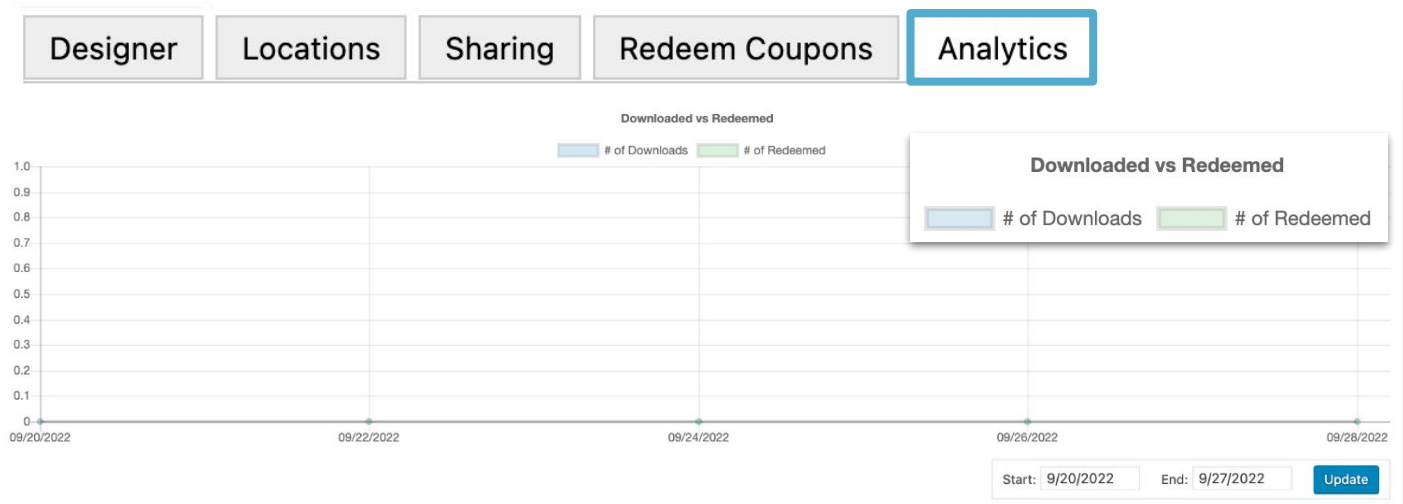 Designer Locations Sharing Redeem Coupons Analytics
Downloaded vs Redeemed
# of Downloads # of Redeemed
Downloaded vs Redeemed
# of Downloads # of Redeemed
1.0
0.9
0.8
0.7
0.6
0.5
0.4
0.3
0.2
0.1
0
09/20/2022 09/22/2022 09/24/2022 09/26/2022 09/28/2022
Start: 9/20/2022 End: 9/27/2022 Update